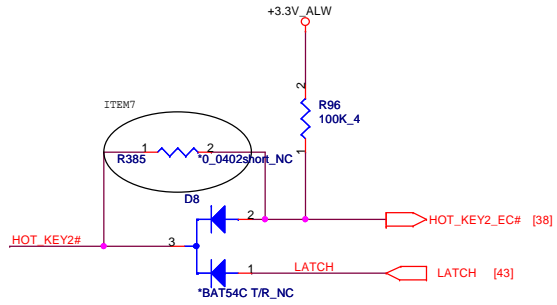 +3.3V_ALW
ITEM7
2
R96
100K_4
1
1
2
R385
*0_0402short_NC
D8
2
HOT_KEY2_EC# [38]
HOT_KEY2#
3
1
LATCH
LATCH [43]
*BAT54C T/R_NC